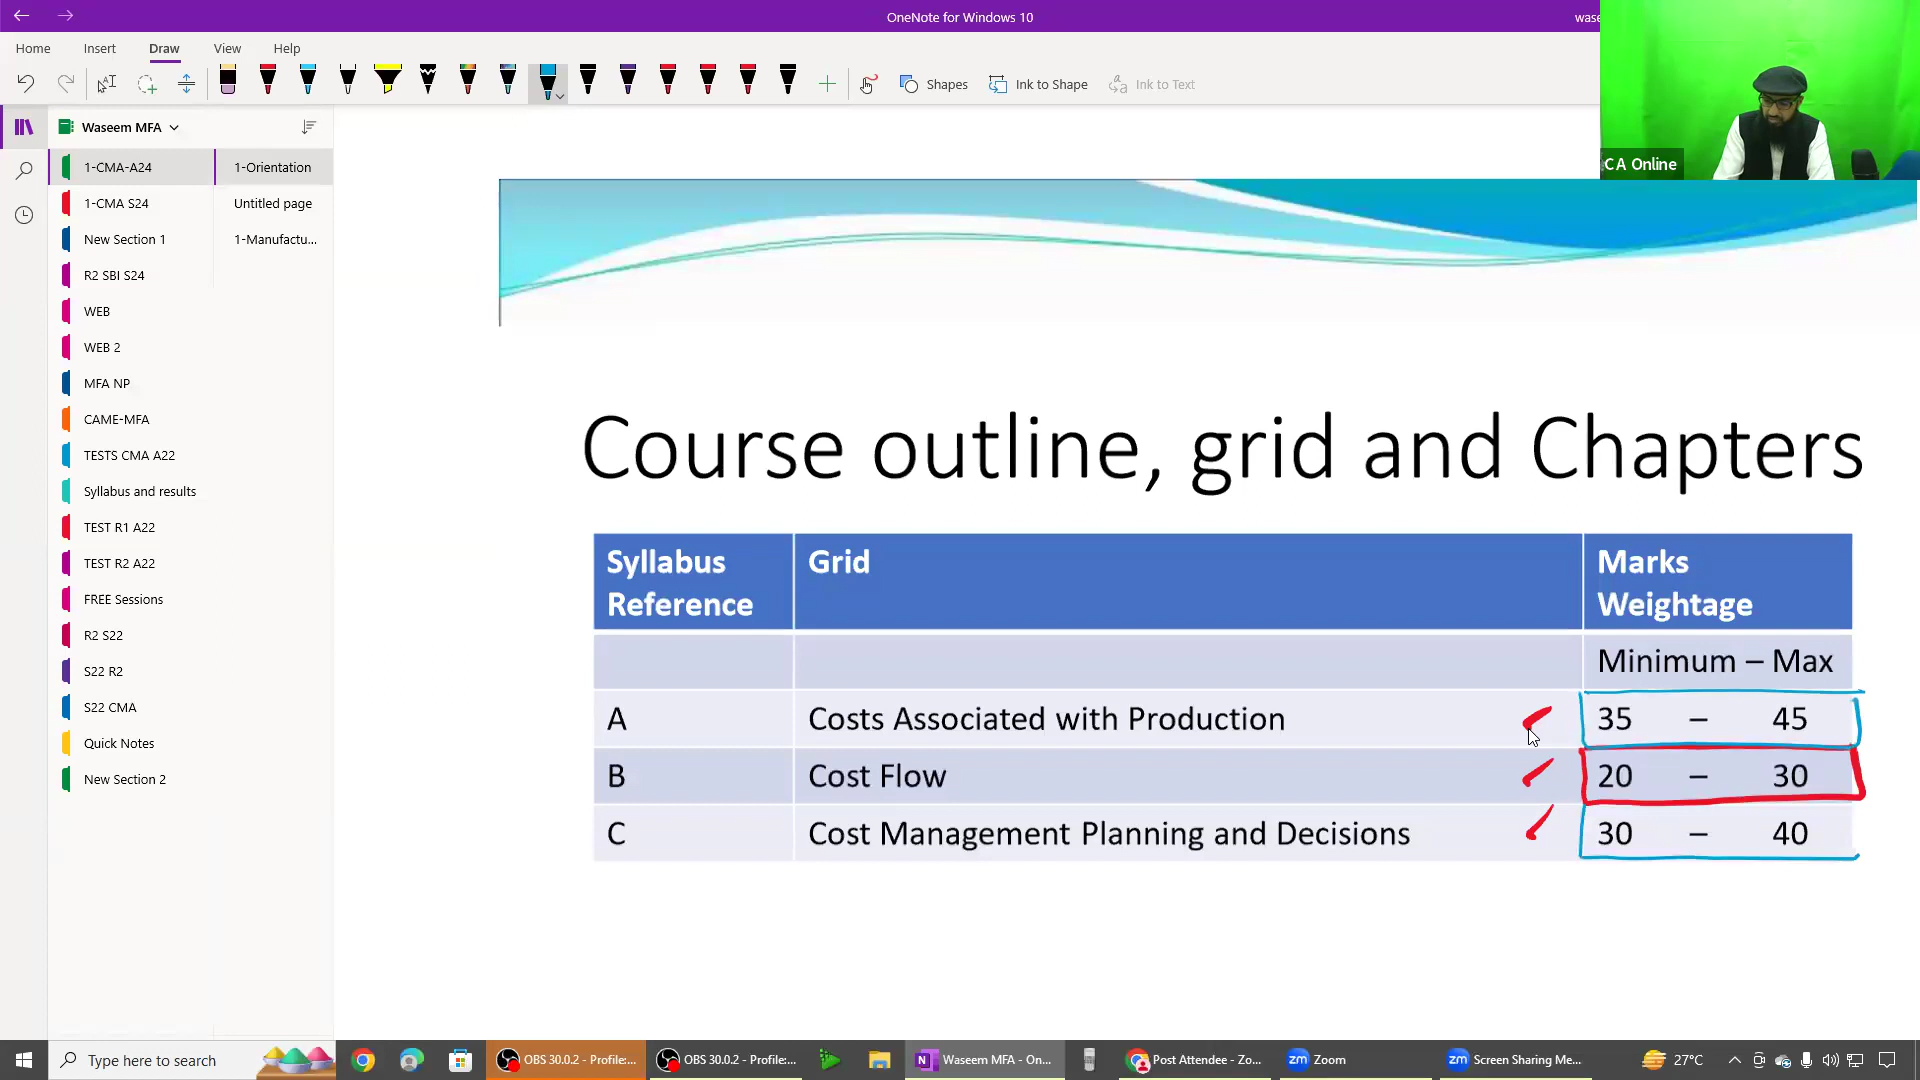 OneNote for Windows 10
Home Insert Draw View Help
Shapes Ink to Shape Ink to Text
C A Online
Waseem MFA
1-CMA-A24
1-CMA S24
New Section 1
R2 SBI S24
WEB
WEB 2
MFA NP
CAME-MFA
TESTS CMA A22
Syllabus and results
TEST R1 A22
TEST R2 A22
FREE Sessions
R2 S22
S22 R2
S22 CMA
Quick Notes
New Section 2
1-Orientation
Untitled page
1-Manufactu...
Course outline, grid and Chapters
Syllabus Reference Grid Marks Weightage
Minimum – Max
A Costs Associated with Production 35 – 45
B Cost Flow 20 – 30
C Cost Management Planning and Decisions 30 – 40
Type here to search OBS 30.0.2 - Profile:... OBS 30.0.2 - Profile:... Waseem MFA - On... Post Attendee - Zo... zm Zoom zm Screen Sharing Me... 27°C